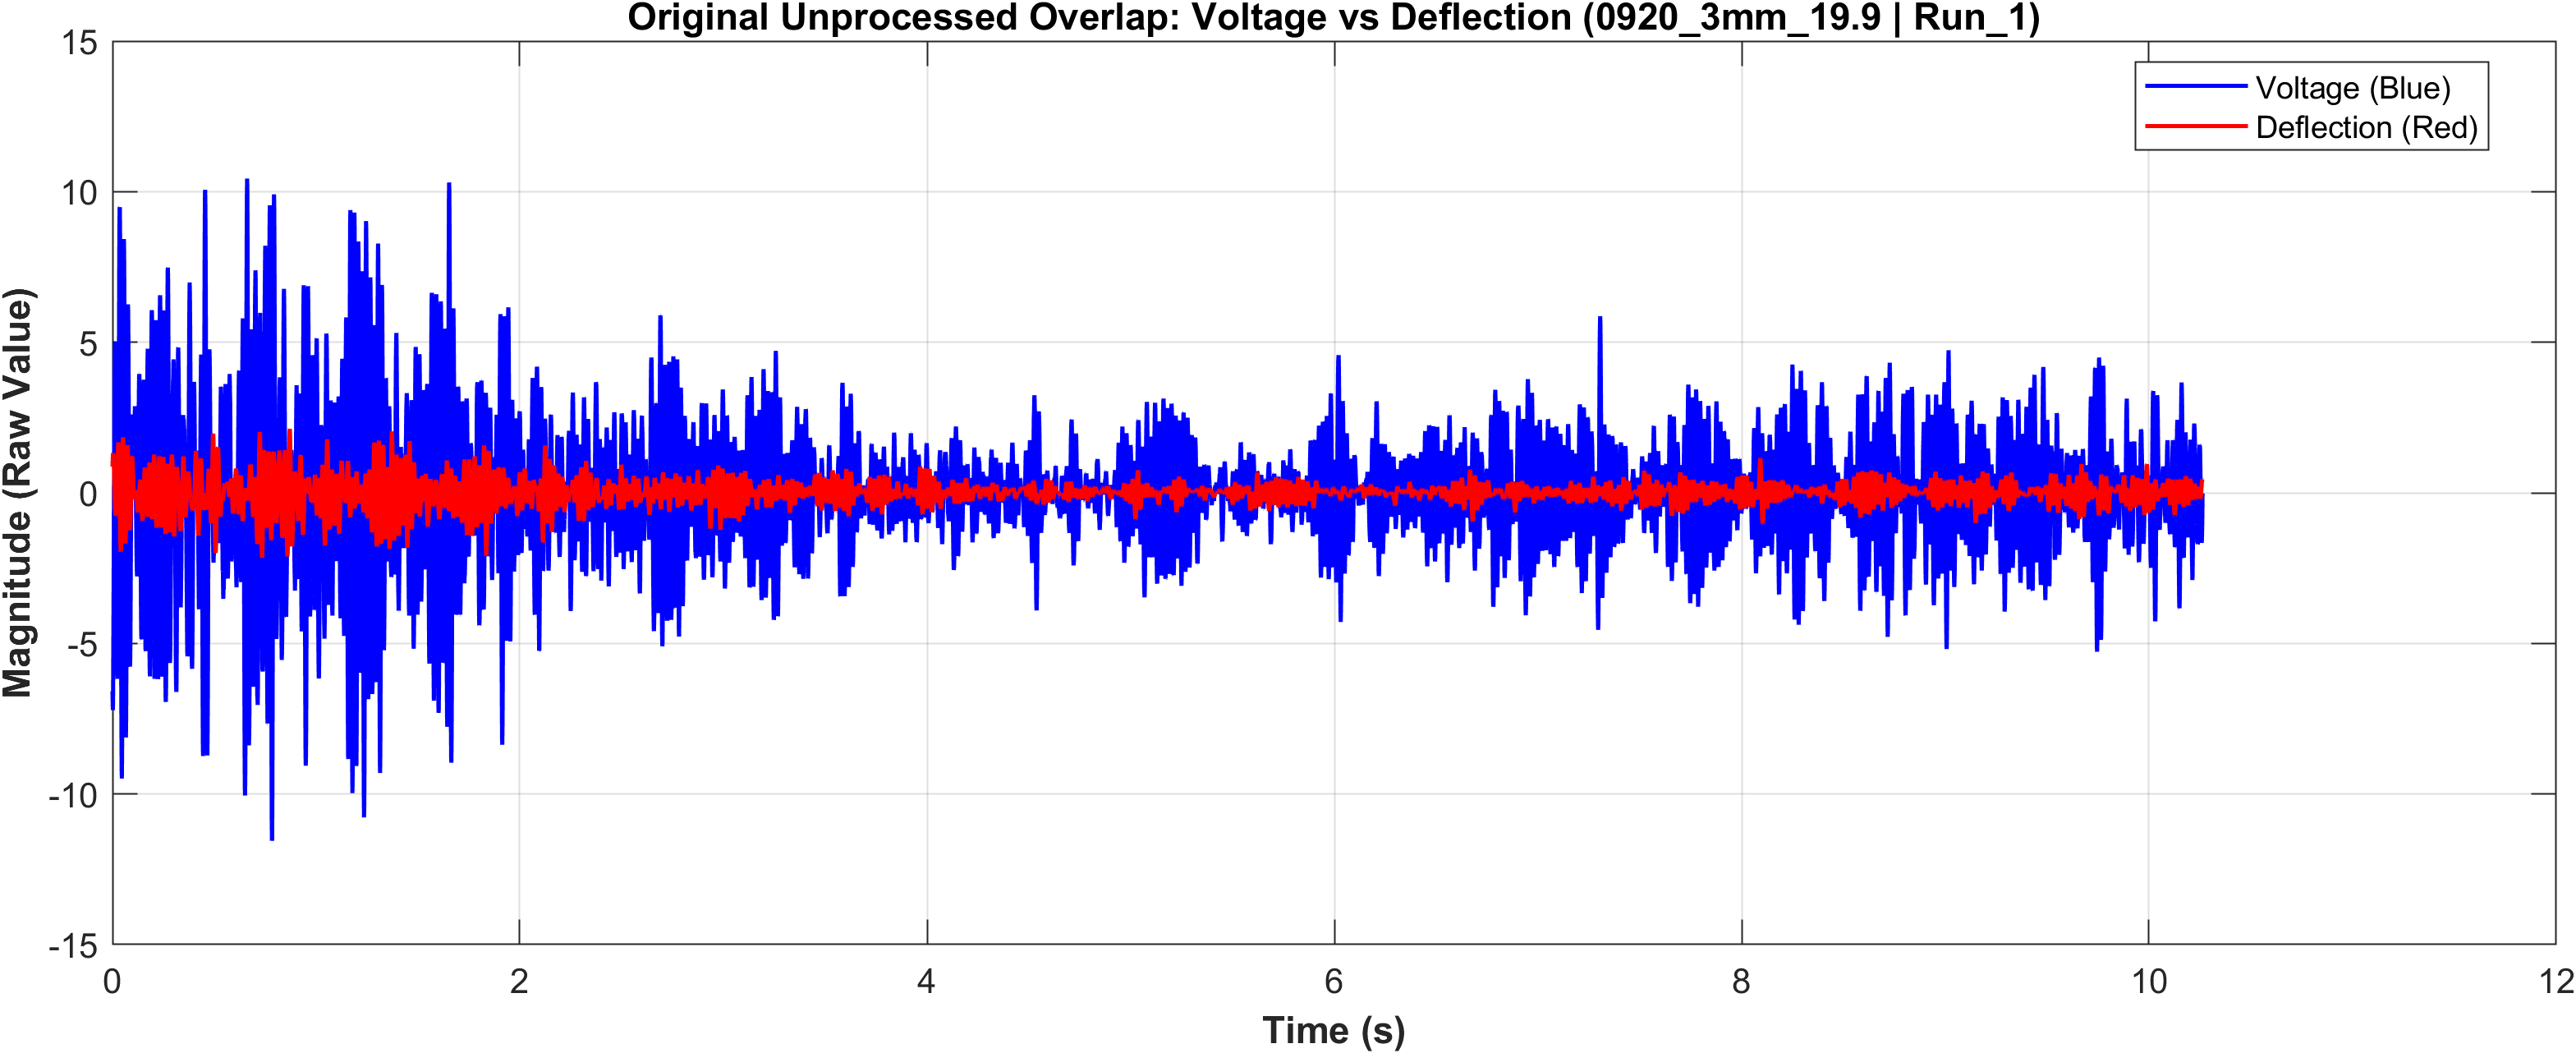 Original Unprocessed Overlap: Voltage vs Deflection (0920_3mm_19.9 | Run_1)
Voltage (Blue)
Deflection (Red)
Magnitude (Raw Value)
15
10
5
0
-5
-10
-15
0 2 4 6 8 10 12
Time (s)